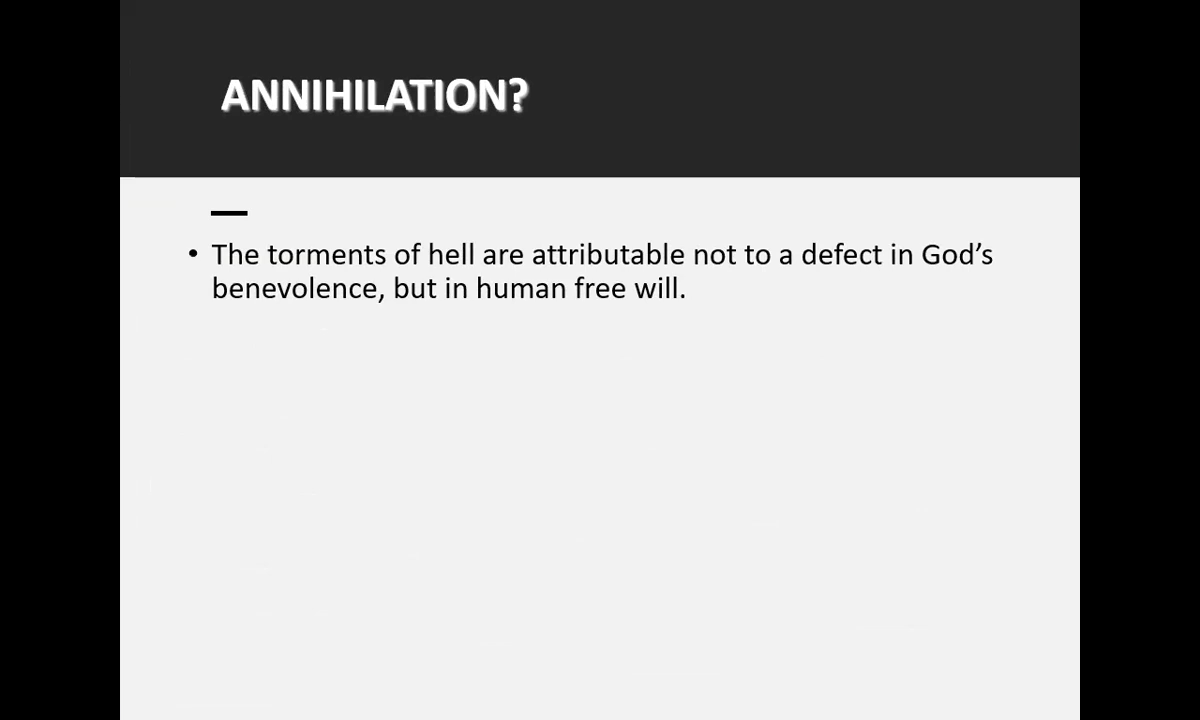 ANNIHILATION?
• The torments of hell are attributable not to a defect in God’s
benevolence, but in human free will.